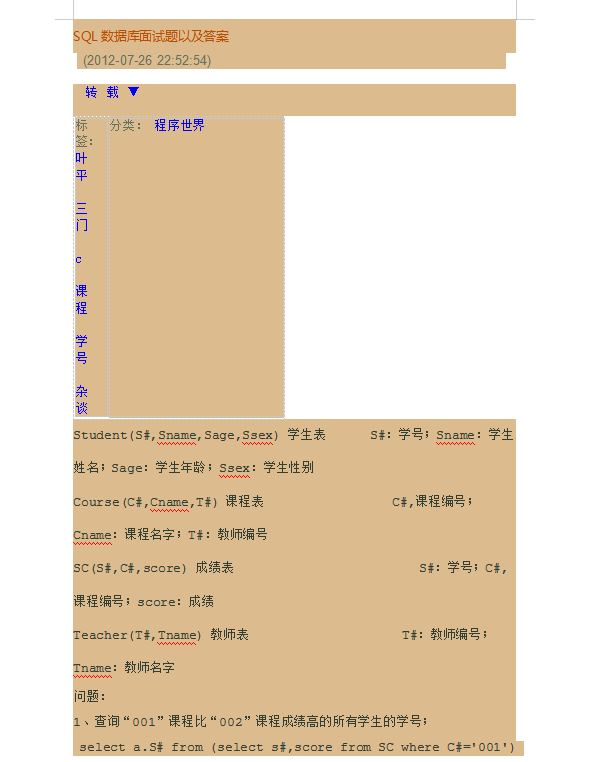 SQL 数据库面试题以及答案
(2012-07-26 22:52:54)
转 载 ▼
标 分类： 程序世界
签：
叶
平
三
门
c
课
程
学
号
杂
谈
Student(S#,Sname,Sage,Ssex) 学生表 S#：学号；Sname：学生
姓名；Sage：学生年龄；Ssex：学生性别
Course(C#,Cname,T#) 课程表 C#,课程编号；
Cname：课程名字；T#：教师编号
SC(S#,C#,score) 成绩表 S#：学号；C#,
课程编号；score：成绩
Teacher(T#,Tname) 教师表 T#：教师编号；
Tname：教师名字
问题：
1、查询“001”课程比“002”课程成绩高的所有学生的学号；
select a.S# from (select s#,score from SC where C#='001')